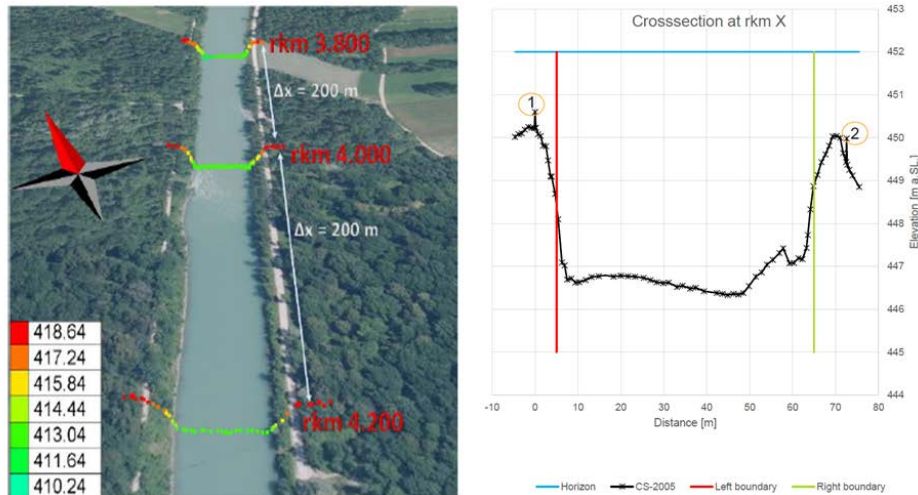 rkm 3.800
Δx = 200 m
rkm 4.000
Δx = 200 m
rkm 4.200
418.64
417.24
415.84
414.44
413.04
411.64
410.24
Crosssection at rkm X
453
452
451
450
449
448
447
446
445
444
Elevation [m a SL.]
1
2
-10 0 10 20 30 40 50 60 70 80
Distance [m]
Horizon CS-2005 Left boundary Right boundary